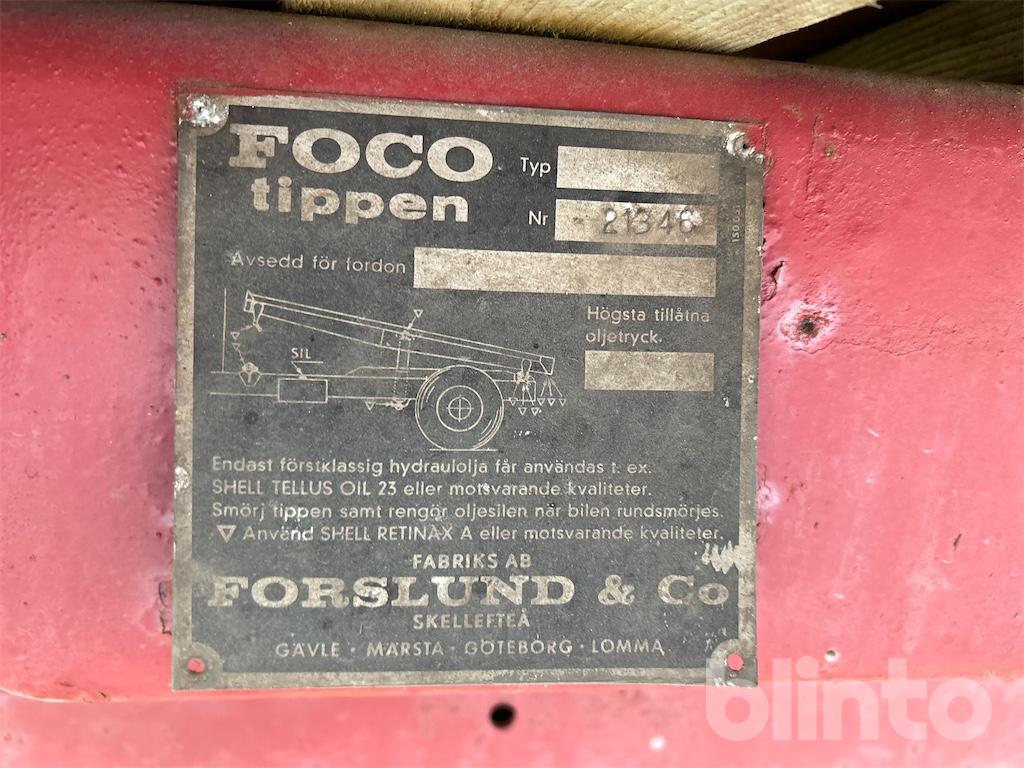 FOCO
tippen
Typ
Nr 21346
Avsedd för fordon
Högsta tillåtna
oljetryck.
SIL
Endast förstklassig hydraulolja får användas t. ex.
SHELL TELLUS OIL 23 eller motsvarande kvaliteter.
Smörj tippen samt rengör oljesilen när bilen rundsmörjes.
▽ Använd SHELL RETINAX A eller motsvarande kvaliteter.
FABRIKS AB
FORSLUND & Co
SKELLEFTEÅ
GÄVLE · MÄRSTA · GÖTEBORG · LOMMA
blinto